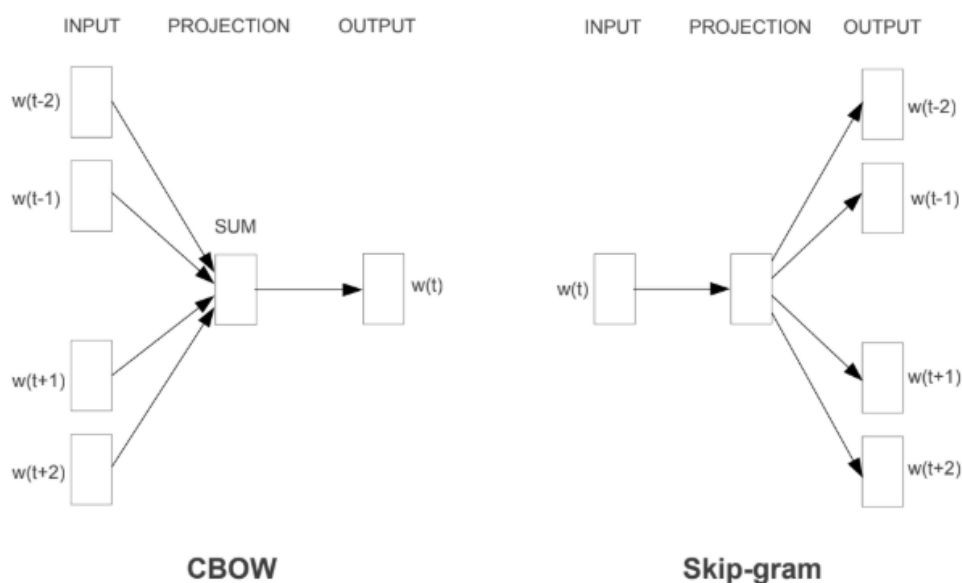 INPUT PROJECTION OUTPUT
w(t-2)
w(t-1)
SUM
w(t)
w(t+1)
w(t+2)
CBOW
INPUT PROJECTION OUTPUT
w(t-2)
w(t-1)
w(t)
w(t+1)
w(t+2)
Skip-gram